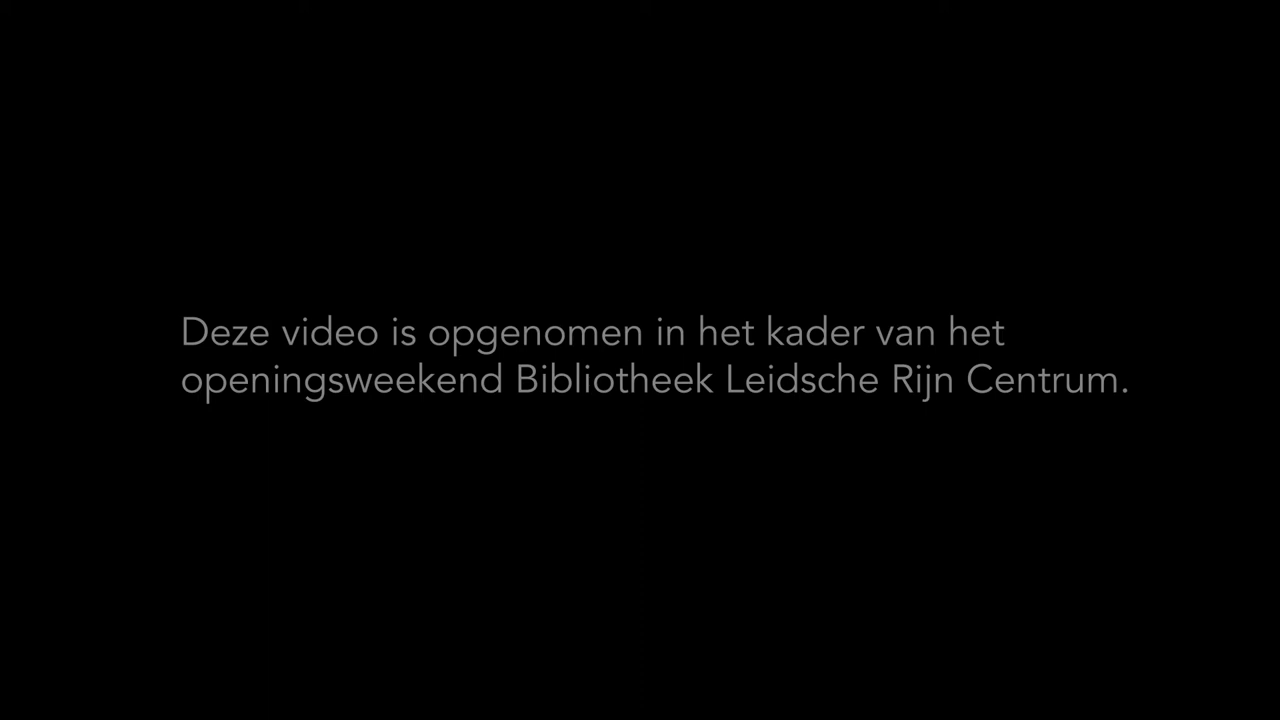 Deze video is opgenomen in het kader van het
openingsweekend Bibliotheek Leidsche Rijn Centrum.